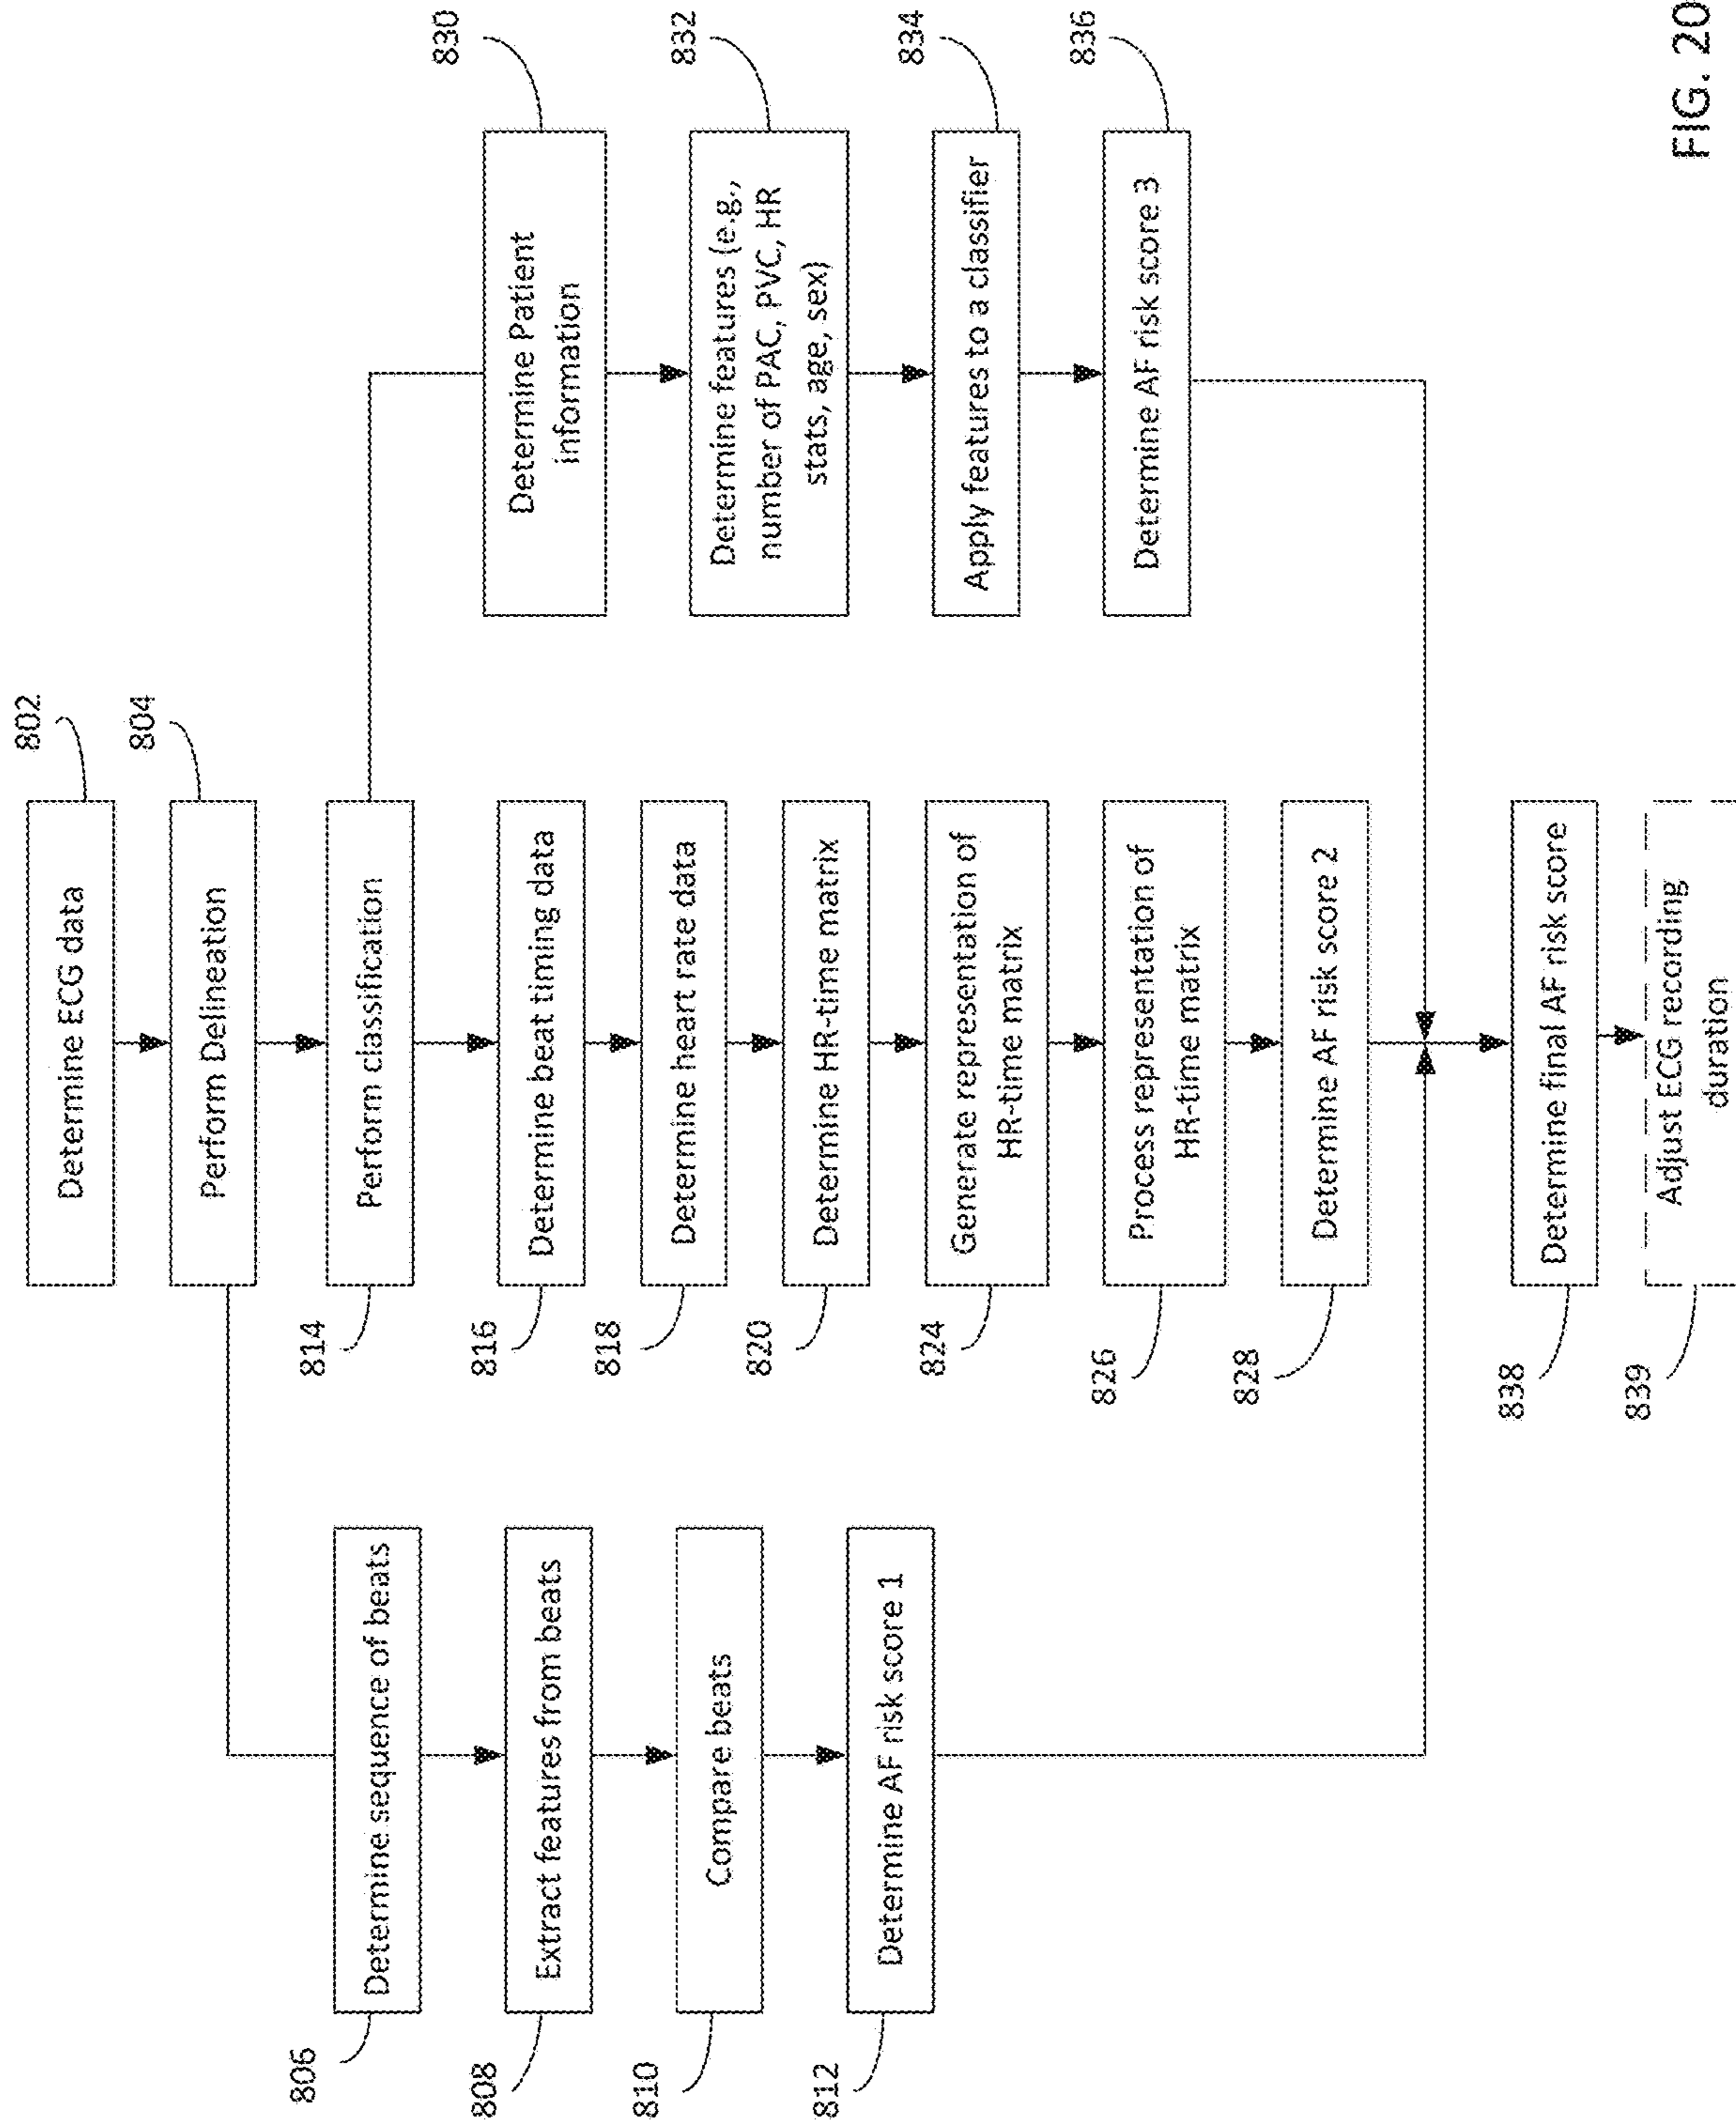 802
Determine ECG data
804
Perform Delineation
806
Determine sequence of beats
808
Extract features from beats
810
Compare beats
812
Determine AF risk score 1
814
Perform classification
816
Determine beat timing data
818
Determine heart rate data
820
Determine HR-time matrix
824
Generate representation of
HR-time matrix
826
Process representation of
HR-time matrix
828
Determine AF risk score 2
830
Determine Patient
information
832
Determine features (e.g.,
number of PAC, PVC, HR
stats, age, sex)
834
Apply features to a classifier
836
Determine AF risk score 3
838
Determine final AF risk score
839
Adjust ECG recording
duration
FIG. 20